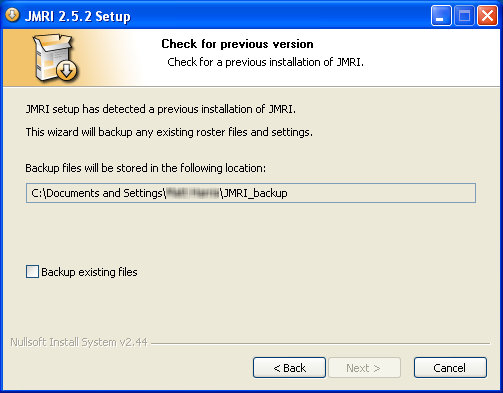 JMRI 2.5.2 Setup
Check for previous version
Check for a previous installation of JMRI.
JMRI setup has detected a previous installation of JMRI.
This wizard will backup any existing roster files and settings.
Backup files will be stored in the following location:
C:\Documents and Settings\ \JMRI_backup
Backup existing files
Nullsoft Install System v2.44
< Back
Next >
Cancel